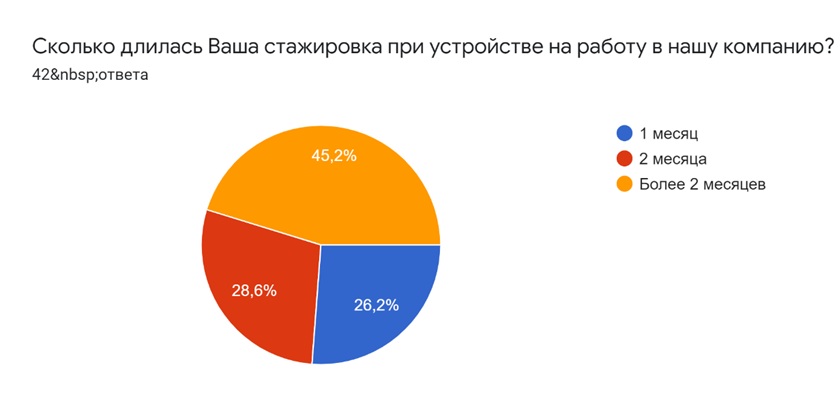 Сколько длилась Ваша стажировка при устройстве на работу в нашу компанию?
42&nbsp;ответа
45,2%
28,6%
26,2%
1 месяц
2 месяца
Более 2 месяцев